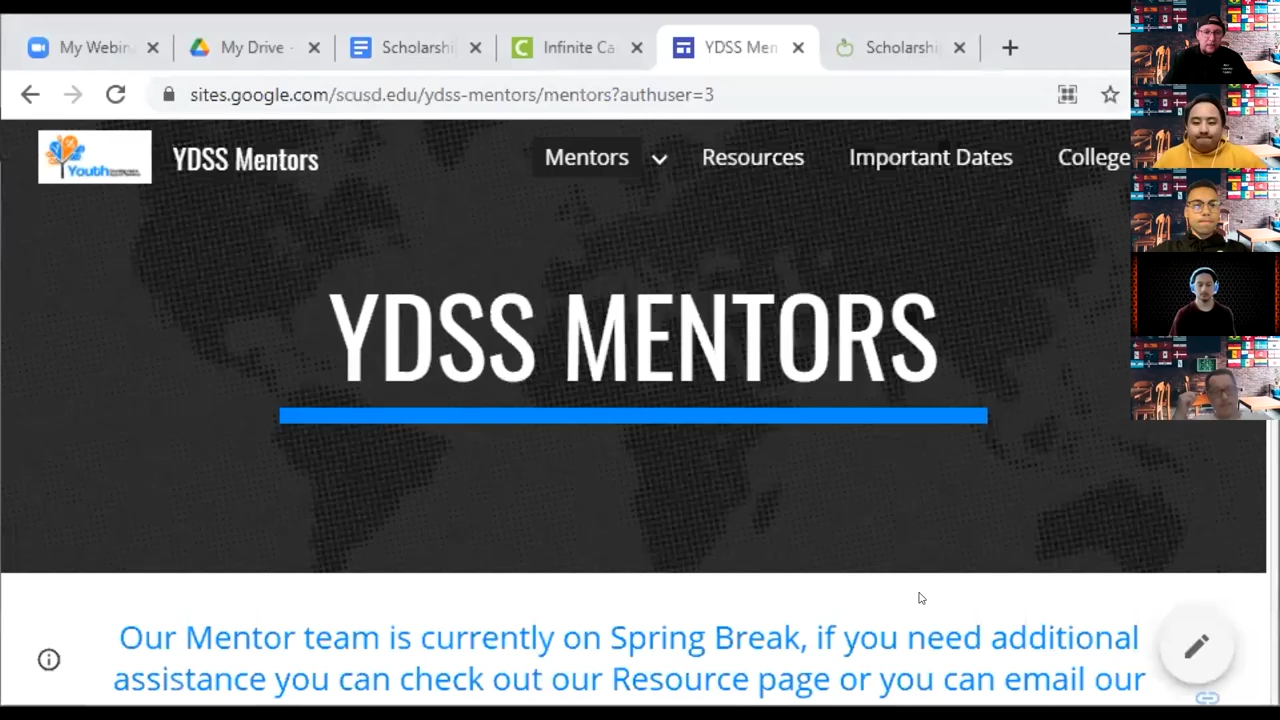 My Webin
My Drive -
Scholarshi
Immite Ca
YDSS Men
Scholarshi
sites.google.com/scusd.edu/ydss-mentors/mentors?authuser=3
Youth
YDSS Mentors
Mentors
Resources
Important Dates
College
YDSS MENTORS
Our Mentor team is currently on Spring Break, if you need additional
assistance you can check out our Resource page or you can email our